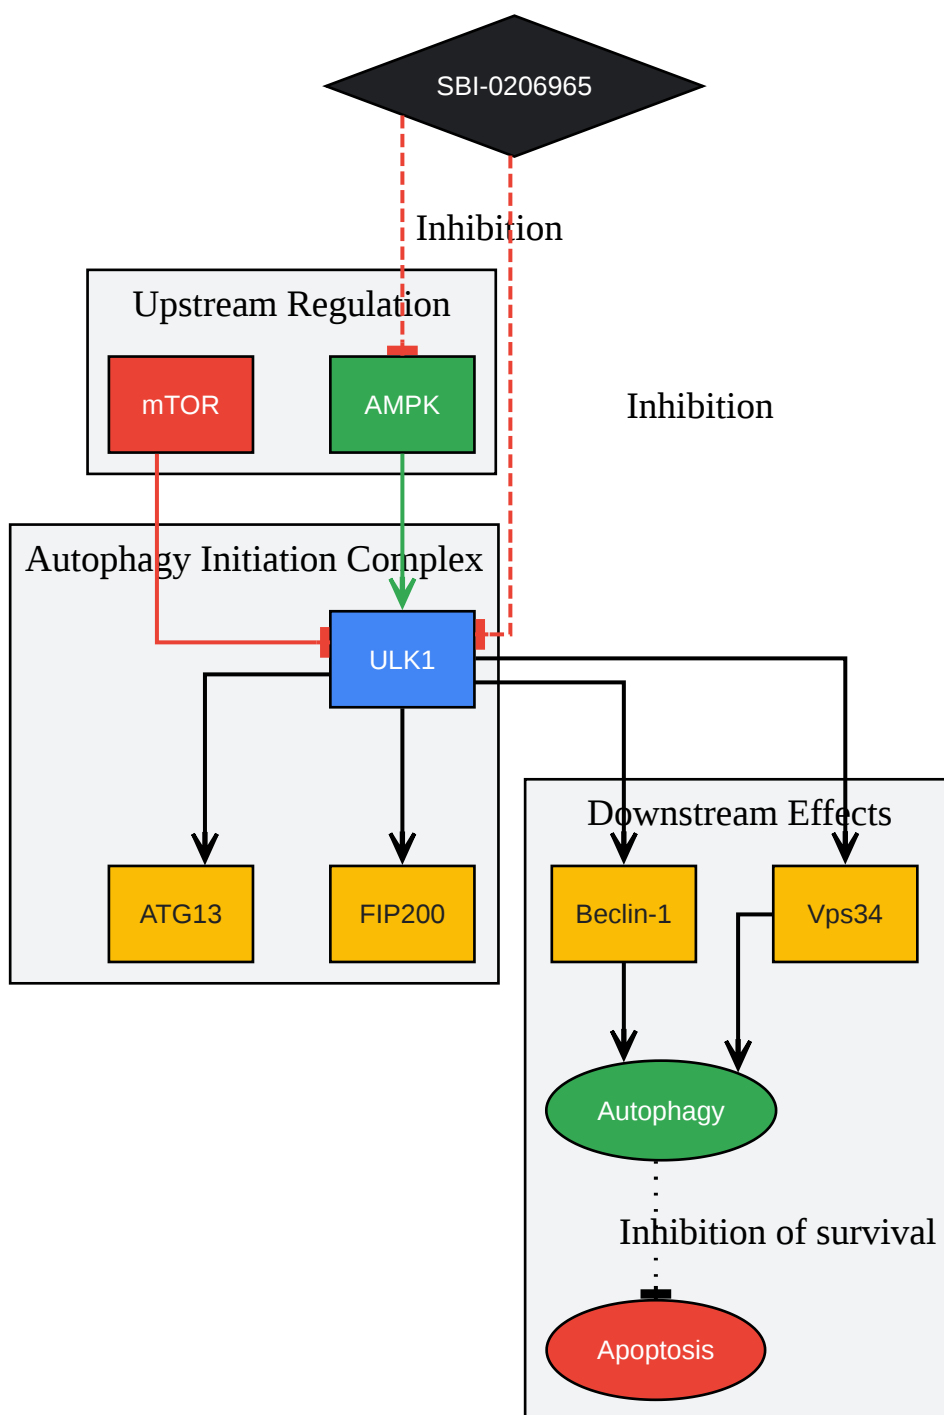 SBI-0206965
Inhibition
Upstream Regulation
mTOR
AMPK
Inhibition
Autophagy Initiation Complex
ULK1
Downstream Effects
ATG13
FIP200
Beclin-1
Vps34
Autophagy
Inhibition of survival
Apoptosis